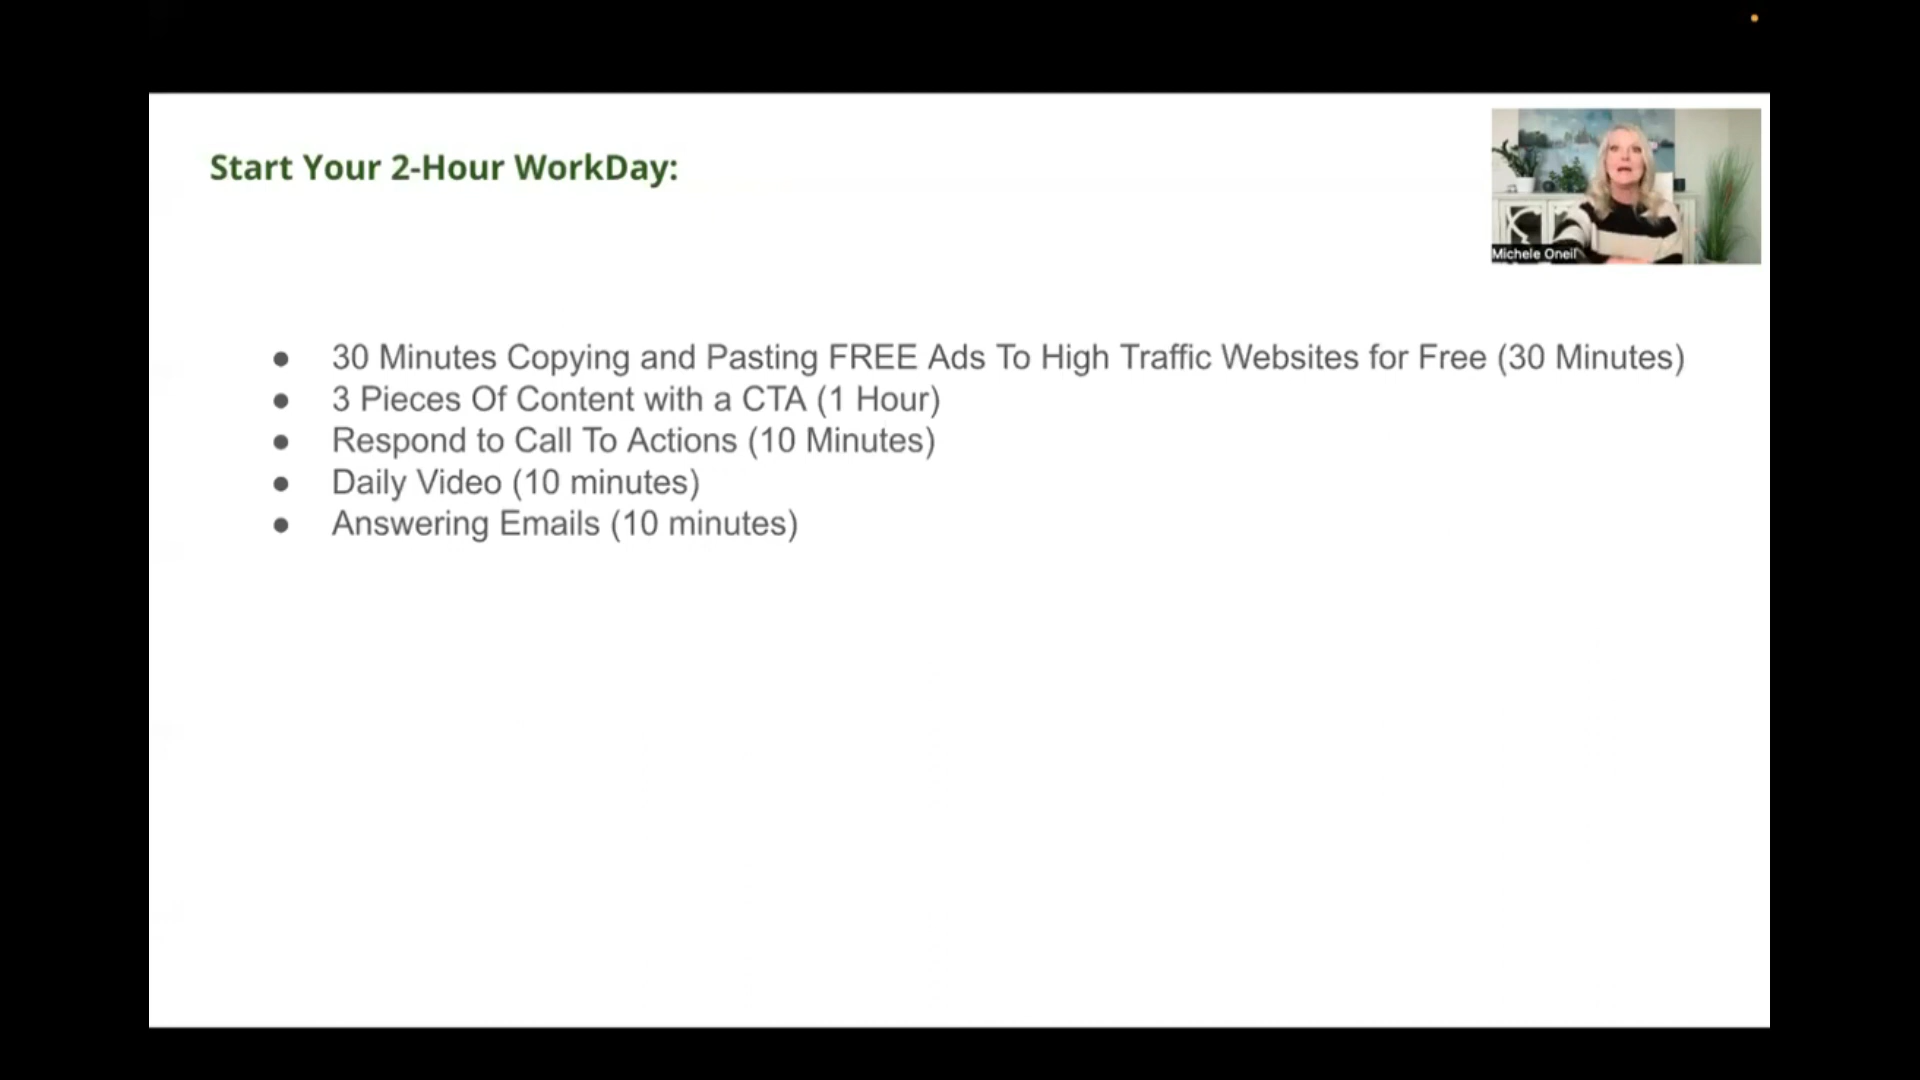 Start Your 2-Hour WorkDay:
Michele Oneil
● 30 Minutes Copying and Pasting FREE Ads To High Traffic Websites for Free (30 Minutes)
● 3 Pieces Of Content with a CTA (1 Hour)
● Respond to Call To Actions (10 Minutes)
● Daily Video (10 minutes)
● Answering Emails (10 minutes)